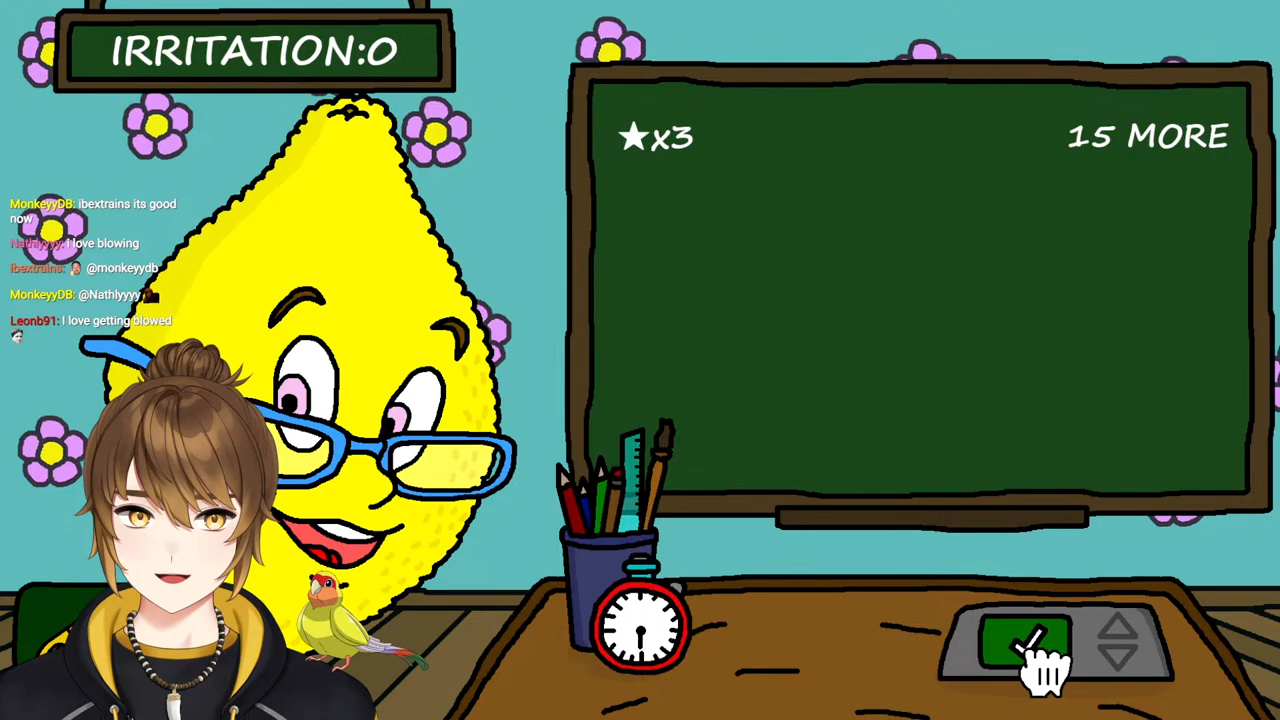 IRRITATION:0
★x3
15 MORE
MonkeyyDB: ibextrains its good
now
Nathlyyyy: i love blowing
Ibextrains: @monkeyydb
MonkeyyDB: @Nathlyyyy
Leonb91: I love getting blowed